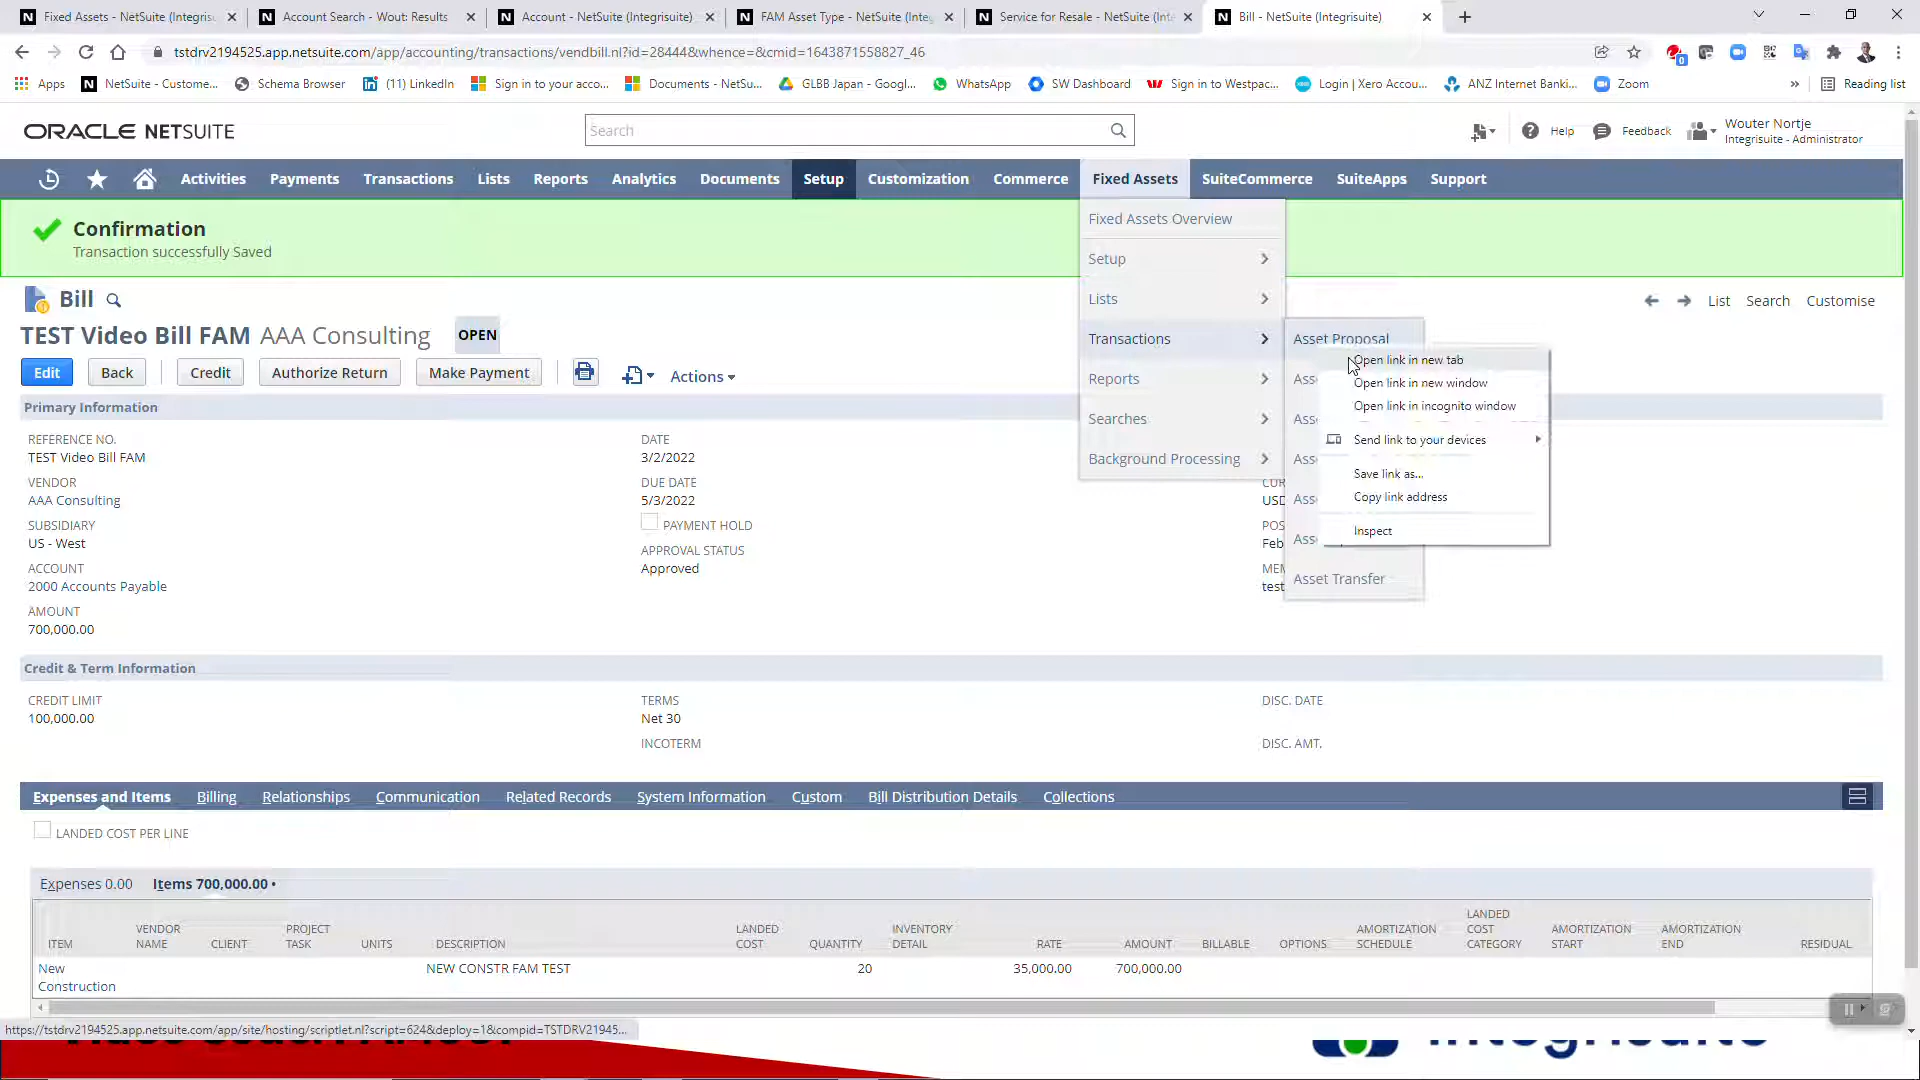 Fixed Assets - NetSuite (Integris
Account Search - Wout: Results
Account - NetSuite (Integrisuite)
FAM Asset Type - NetSuite (Inte
Service for Resale - NetSuite (Int
Bill - NetSuite (Integrisuite)
tstdrv2194525.app.netsuite.com/app/accounting/transactions/vendbill.nl?id=28444&whence=&cmid=1643871558827_46
Apps
NetSuite - Custome...
Schema Browser
(11) LinkedIn
Sign in to your acco...
Documents - NetSu...
GLBB Japan - Googl...
WhatsApp
SW Dashboard
Sign in to Westpac...
Login | Xero Accou...
ANZ Internet Banki...
Zoom
»
Reading list
ORACLE NETSUITE
Search
Help
Feedback
Wouter Nortje
Integrisuite - Administrator
Activities
Payments
Transactions
Lists
Reports
Analytics
Documents
Setup
Customization
Commerce
Fixed Assets
SuiteCommerce
SuiteApps
Support
Confirmation
Transaction successfully Saved
Fixed Assets Overview
Setup
Lists
Transactions
Reports
Searches
Background Processing
Asset Proposal
Asse
Asse
Asse
Asse
Asse
Asset Transfer
Open link in new tab
Open link in new window
Open link in incognito window
Send link to your devices
Save link as...
Copy link address
Inspect
Bill
List
Search
Customise
TEST Video Bill FAM AAA Consulting OPEN
Edit
Back
Credit
Authorize Return
Make Payment
Actions
Primary Information
REFERENCE NO.
TEST Video Bill FAM
VENDOR
AAA Consulting
SUBSIDIARY
US - West
ACCOUNT
2000 Accounts Payable
AMOUNT
700,000.00
DATE
3/2/2022
DUE DATE
5/3/2022
PAYMENT HOLD
APPROVAL STATUS
Approved
CUR
USD
POS
Feb
MEM
test
Credit & Term Information
CREDIT LIMIT
100,000.00
TERMS
Net 30
INCOTERM
DISC. DATE
DISC. AMT.
Expenses and Items
Billing
Relationships
Communication
Related Records
System Information
Custom
Bill Distribution Details
Collections
LANDED COST PER LINE
Expenses 0.00
Items 700,000.00 •
ITEM
VENDOR NAME
CLIENT
PROJECT TASK
UNITS
DESCRIPTION
LANDED COST
QUANTITY
INVENTORY DETAIL
RATE
AMOUNT
BILLABLE
OPTIONS
AMORTIZATION SCHEDULE
LANDED COST CATEGORY
AMORTIZATION START
AMORTIZATION END
RESIDUAL
New Construction
NEW CONSTR FAM TEST
20
35,000.00
700,000.00
https://tstdrv2194525.app.netsuite.com/app/site/hosting/scriptlet.nl?script=624&deploy=1&compid=TSTDRV21945...